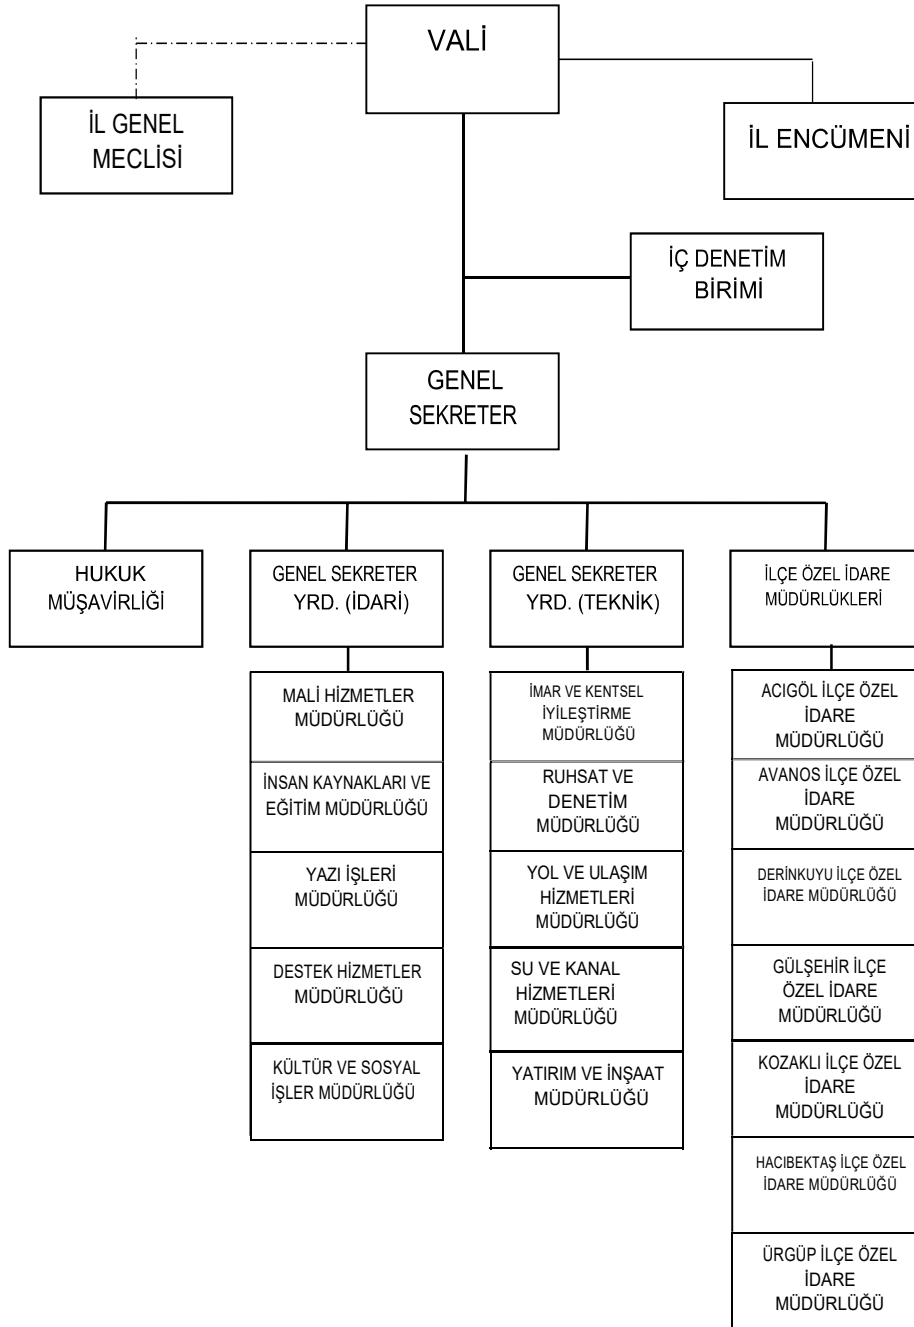 VALİ
İL GENEL
MECLİSİ
İL ENCÜMENİ
İÇ DENETİM
BİRİMİ
GENEL
SEKRETER
HUKUK
MÜŞAVİRLİĞİ
GENEL SEKRETER
YRD. (İDARİ)
GENEL SEKRETER
YRD. (TEKNİK)
İLÇE ÖZEL İDARE
MÜDÜRLÜKLERİ
MALİ HİZMETLER
MÜDÜRLÜĞÜ
İNSAN KAYNAKLARI VE
EĞİTİM MÜDÜRLÜĞÜ
YAZI İŞLERİ
MÜDÜRLÜĞÜ
DESTEK HİZMETLER
MÜDÜRLÜĞÜ
KÜLTÜR VE SOSYAL
İŞLER MÜDÜRLÜĞÜ
İMAR VE KENTSEL
İYİLEŞTİRME
MÜDÜRLÜĞÜ
RUHSAT VE
DENETİM
MÜDÜRLÜĞÜ
YOL VE ULAŞIM
HİZMETLERİ
MÜDÜRLÜĞÜ
SU VE KANAL
HİZMETLERİ
MÜDÜRLÜĞÜ
YATIRIM VE İNŞAAT
MÜDÜRLÜĞÜ
ACIGÖL İLÇE ÖZEL
İDARE
MÜDÜRLÜĞÜ
AVANOS İLÇE ÖZEL
İDARE
MÜDÜRLÜĞÜ
DERİNKUYU İLÇE ÖZEL
İDARE MÜDÜRLÜĞÜ
GÜLŞEHİR İLÇE
ÖZEL İDARE
MÜDÜRLÜĞÜ
KOZAKLI İLÇE ÖZEL
İDARE
MÜDÜRLÜĞÜ
HACIBEKTAŞ İLÇE ÖZEL
İDARE MÜDÜRLÜĞÜ
ÜRGÜP İLÇE ÖZEL
İDARE
MÜDÜRLÜĞÜ